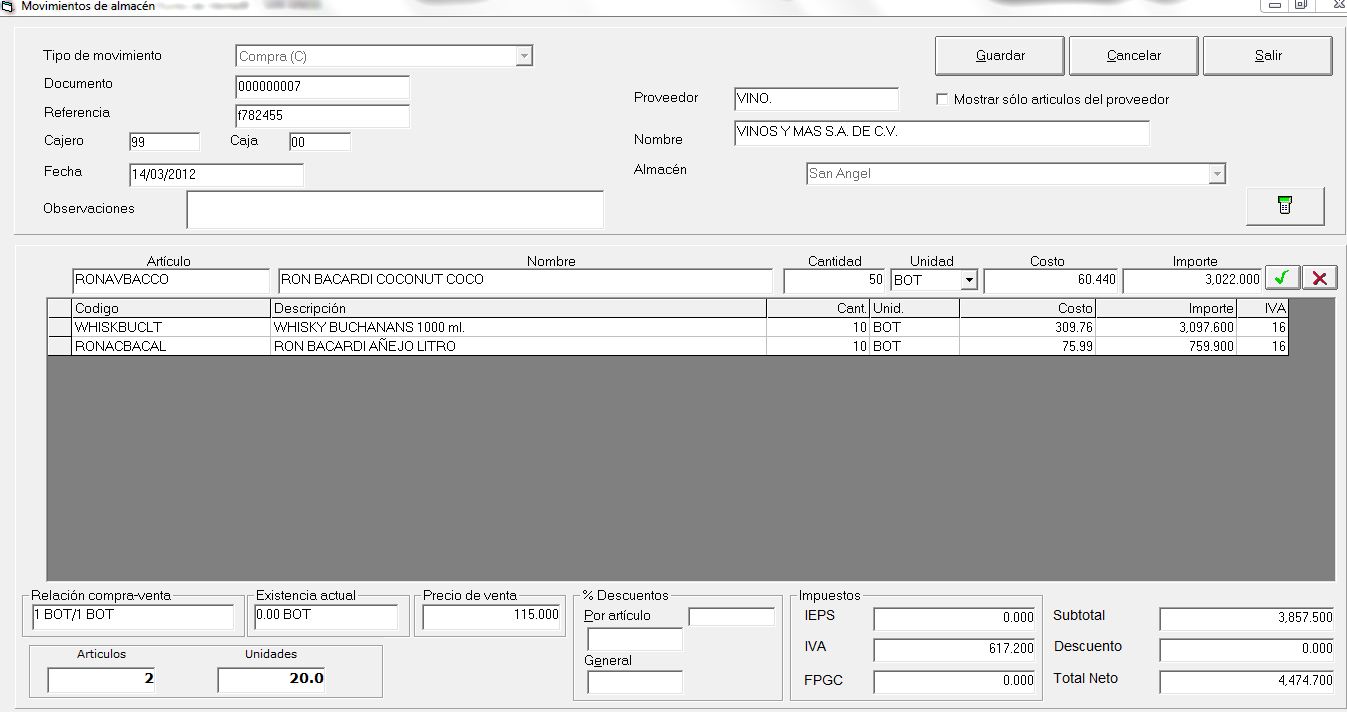 Movimientos de almacén
Tipo de movimiento Compra (C) Guardar Cancelar Salir
Documento 000000007
Proveedor VINO. Mostrar sólo articulos del proveedor
Referencia f782455
Cajero 99 Caja 00
Nombre VINOS Y MAS S.A. DE C.V.
Fecha 14/03/2012
Almacén San Angel
Observaciones
Artículo Nombre Cantidad Unidad Costo Importe
RONAVBACCO RON BACARDI COCONUT COCO 50 BOT 60.440 3,022.000
Codigo Descripción Cant. Unid. Costo Importe IVA
WHISKBUCLT WHISKY BUCHANANS 1000 ml. 10 BOT 309.76 3,097.600 16
RONACBACAL RON BACARDI AÑEJO LITRO 10 BOT 75.99 759.900 16
Relación compra-venta Existencia actual Precio de venta % Descuentos Impuestos
1 BOT/1 BOT 0.00 BOT 115.000 Por artículo IEPS 0.000 Subtotal 3,857.500
Articulos Unidades IVA 617.200 Descuento 0.000
General
2 20.0 FPGC 0.000 Total Neto 4,474.700